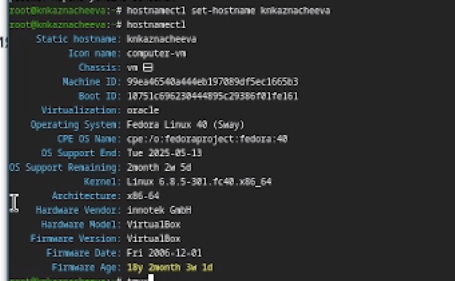 root@knkaznacheeva:~# hostnamectl set-hostname knkaznacheeva
root@knkaznacheeva:~# hostnamectl
Static hostname: knkaznacheeva
Icon name: computer-vm
Chassis: vm
Machine ID: 99ea46540a444eb197089df5ec1665b3
Boot ID: 10751c696230444895c29386f01fe161
Virtualization: oracle
Operating System: Fedora Linux 40 (Sway)
CPE OS Name: cpe:/o:fedoraproject:fedora:40
OS Support End: Tue 2025-05-13
OS Support Remaining: 2month 2w 5d
Kernel: Linux 6.8.5-301.fc40.x86_64
Architecture: x86-64
Hardware Vendor: innotek GmbH
Hardware Model: VirtualBox
Firmware Version: VirtualBox
Firmware Date: Fri 2006-12-01
Firmware Age: 18y 2month 3w 1d
root@knkaznacheeva:~#